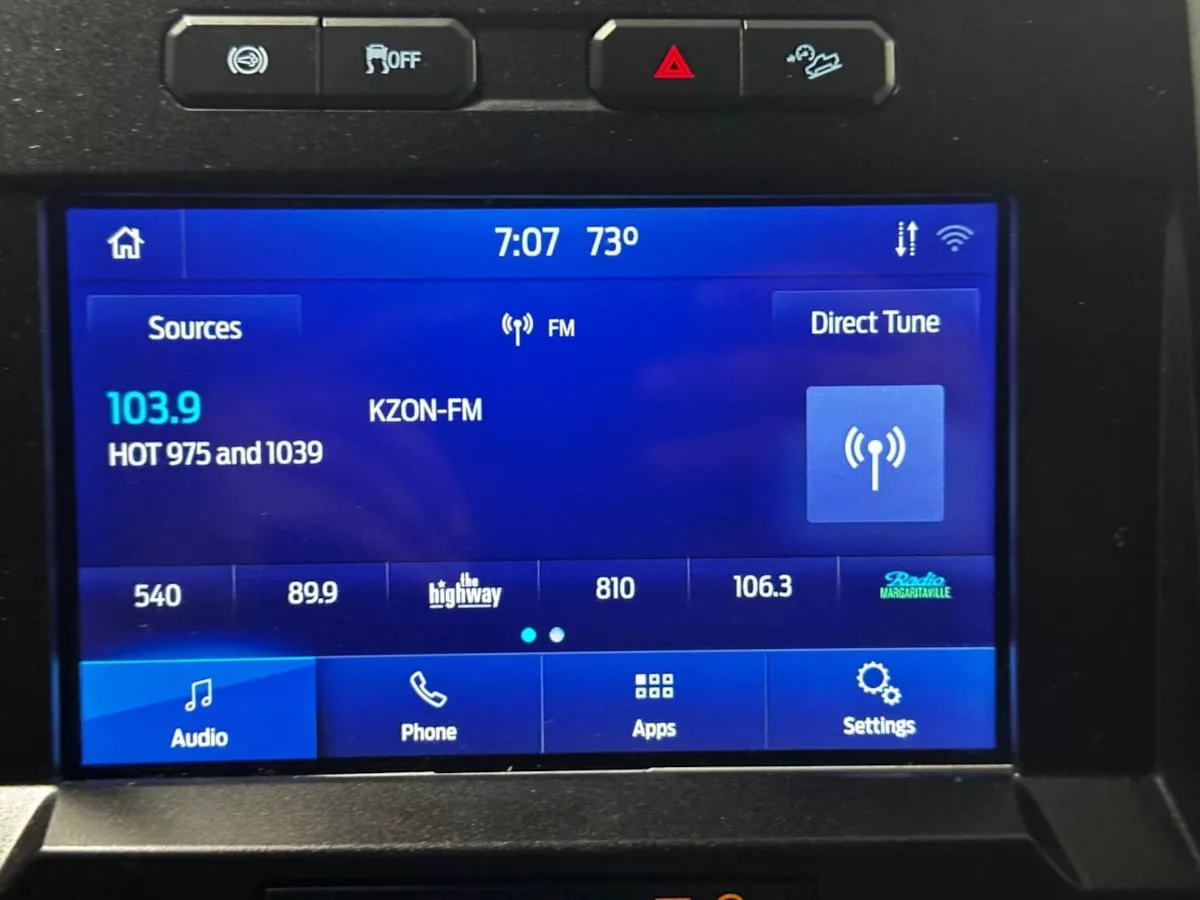 OFF
7:07 73°
Sources
FM
Direct Tune
103.9
KZON-FM
HOT 975 and 1039
540
89.9
the
highway
810
106.3
Radio
MARGARITAVILLE
Audio
Phone
Apps
Settings